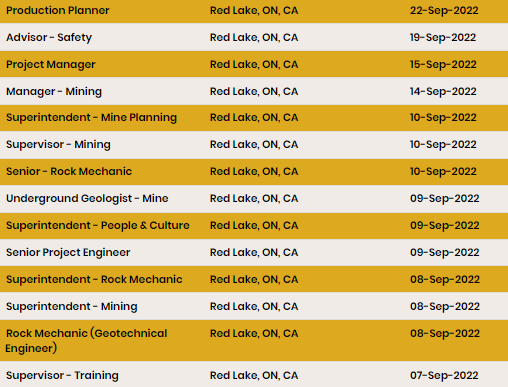 Production Planner Red Lake, ON, CA 22-Sep-2022
Advisor - Safety Red Lake, ON, CA 19-Sep-2022
Project Manager Red Lake, ON, CA 15-Sep-2022
Manager - Mining Red Lake, ON, CA 14-Sep-2022
Superintendent - Mine Planning Red Lake, ON, CA 10-Sep-2022
Supervisor - Mining Red Lake, ON, CA 10-Sep-2022
Senior - Rock Mechanic Red Lake, ON, CA 10-Sep-2022
Underground Geologist - Mine Red Lake, ON, CA 09-Sep-2022
Superintendent - People & Culture Red Lake, ON, CA 09-Sep-2022
Senior Project Engineer Red Lake, ON, CA 09-Sep-2022
Superintendent - Rock Mechanic Red Lake, ON, CA 08-Sep-2022
Superintendent - Mining Red Lake, ON, CA 08-Sep-2022
Rock Mechanic (Geotechnical Red Lake, ON, CA 08-Sep-2022
Engineer)
Supervisor - Training Red Lake, ON, CA 07-Sep-2022